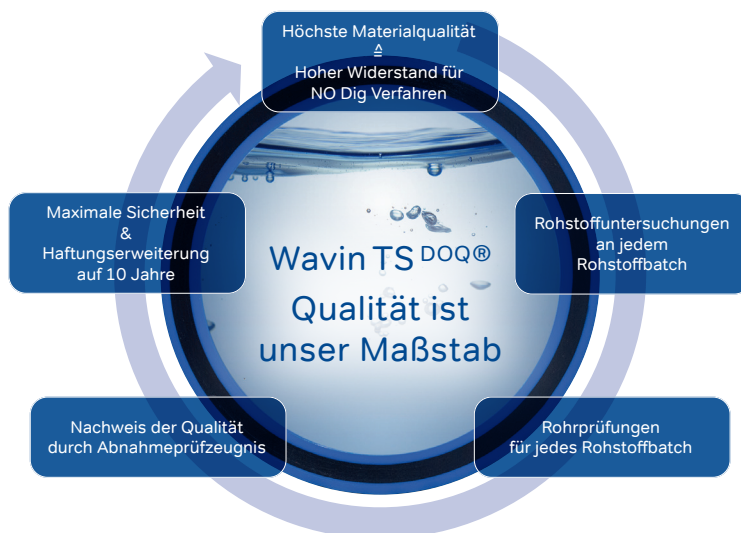 Höchste Materialqualität
≙
Hoher Widerstand für
NO Dig Verfahren
Rohstoffuntersuchungen
an jedem
Rohstoffbatch
Rohrprüfungen
für jedes Rohstoffbatch
Nachweis der Qualität
durch Abnahmeprüfzeugnis
Maximale Sicherheit
&
Haftungserweiterung
auf 10 Jahre
Wavin TS DOQ®
Qualität ist
unser Maßstab